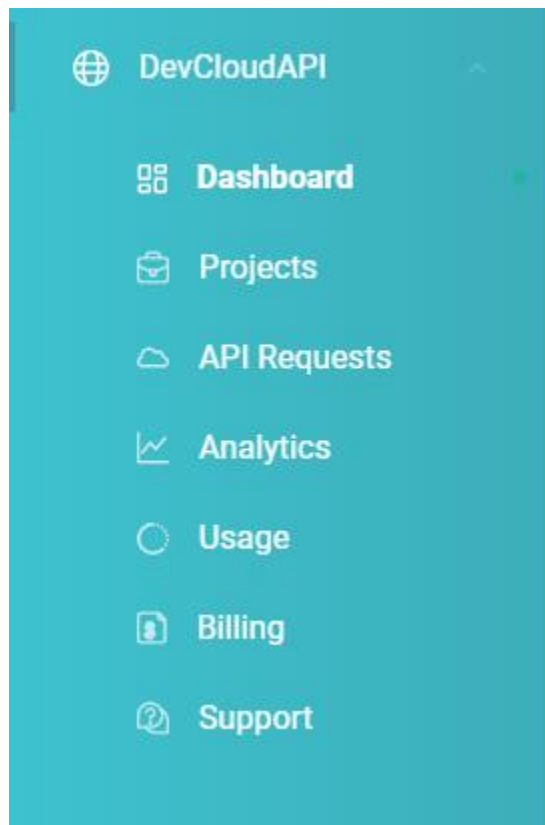 DevCloudAPI
Dashboard
Projects
API Requests
Analytics
Usage
Billing
Support